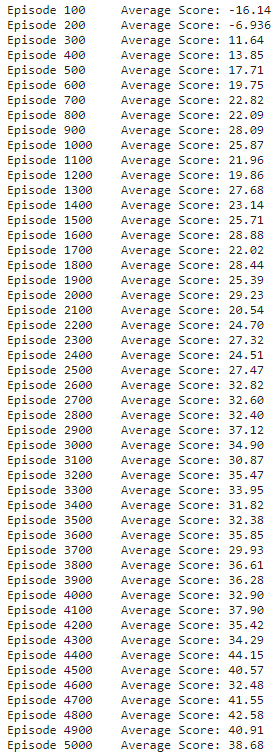 Episode 100 Average Score: -16.14
Episode 200 Average Score: -6.936
Episode 300 Average Score: 11.64
Episode 400 Average Score: 13.85
Episode 500 Average Score: 17.71
Episode 600 Average Score: 19.75
Episode 700 Average Score: 22.82
Episode 800 Average Score: 22.09
Episode 900 Average Score: 28.09
Episode 1000 Average Score: 25.87
Episode 1100 Average Score: 21.96
Episode 1200 Average Score: 19.86
Episode 1300 Average Score: 27.68
Episode 1400 Average Score: 23.14
Episode 1500 Average Score: 25.71
Episode 1600 Average Score: 28.88
Episode 1700 Average Score: 22.02
Episode 1800 Average Score: 28.44
Episode 1900 Average Score: 25.39
Episode 2000 Average Score: 29.23
Episode 2100 Average Score: 20.54
Episode 2200 Average Score: 24.70
Episode 2300 Average Score: 27.32
Episode 2400 Average Score: 24.51
Episode 2500 Average Score: 27.47
Episode 2600 Average Score: 32.82
Episode 2700 Average Score: 32.60
Episode 2800 Average Score: 32.40
Episode 2900 Average Score: 37.12
Episode 3000 Average Score: 34.90
Episode 3100 Average Score: 30.87
Episode 3200 Average Score: 35.47
Episode 3300 Average Score: 33.95
Episode 3400 Average Score: 31.82
Episode 3500 Average Score: 32.38
Episode 3600 Average Score: 35.85
Episode 3700 Average Score: 29.93
Episode 3800 Average Score: 36.61
Episode 3900 Average Score: 36.28
Episode 4000 Average Score: 32.90
Episode 4100 Average Score: 37.90
Episode 4200 Average Score: 35.42
Episode 4300 Average Score: 34.29
Episode 4400 Average Score: 44.15
Episode 4500 Average Score: 40.57
Episode 4600 Average Score: 32.48
Episode 4700 Average Score: 41.55
Episode 4800 Average Score: 42.58
Episode 4900 Average Score: 40.91
Episode 5000 Average Score: 38.68